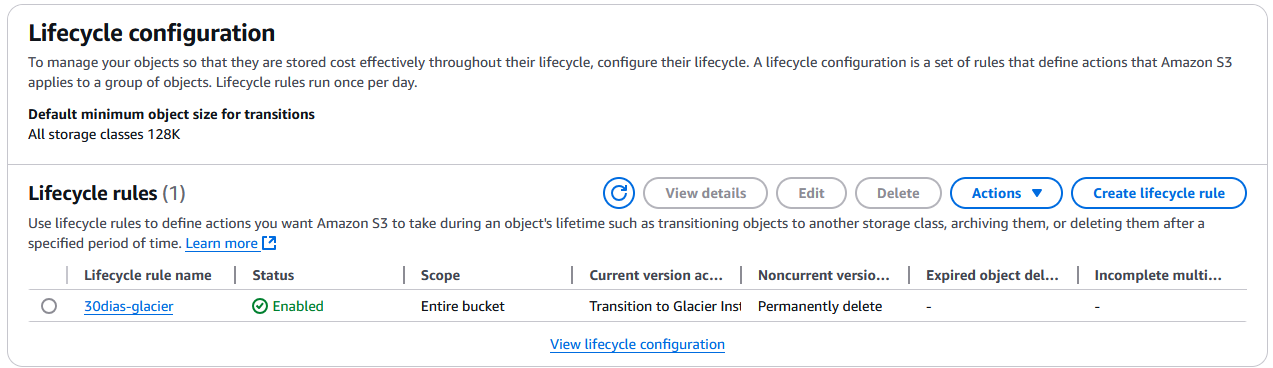 Lifecycle configuration
To manage your objects so that they are stored cost effectively throughout their lifecycle, configure their lifecycle. A lifecycle configuration is a set of rules that define actions that Amazon S3
applies to a group of objects. Lifecycle rules run once per day.
Default minimum object size for transitions
All storage classes 128K
Lifecycle rules (1)
View details
Edit
Delete
Actions
Create lifecycle rule
Use lifecycle rules to define actions you want Amazon S3 to take during an object's lifetime such as transitioning objects to another storage class, archiving them, or deleting them after a
specified period of time. Learn more
Lifecycle rule name Status Scope Current version ac... Noncurrent versio... Expired object del... Incomplete multi...
30dias-glacier Enabled Entire bucket Transition to Glacier Inst Permanently delete - -
View lifecycle configuration